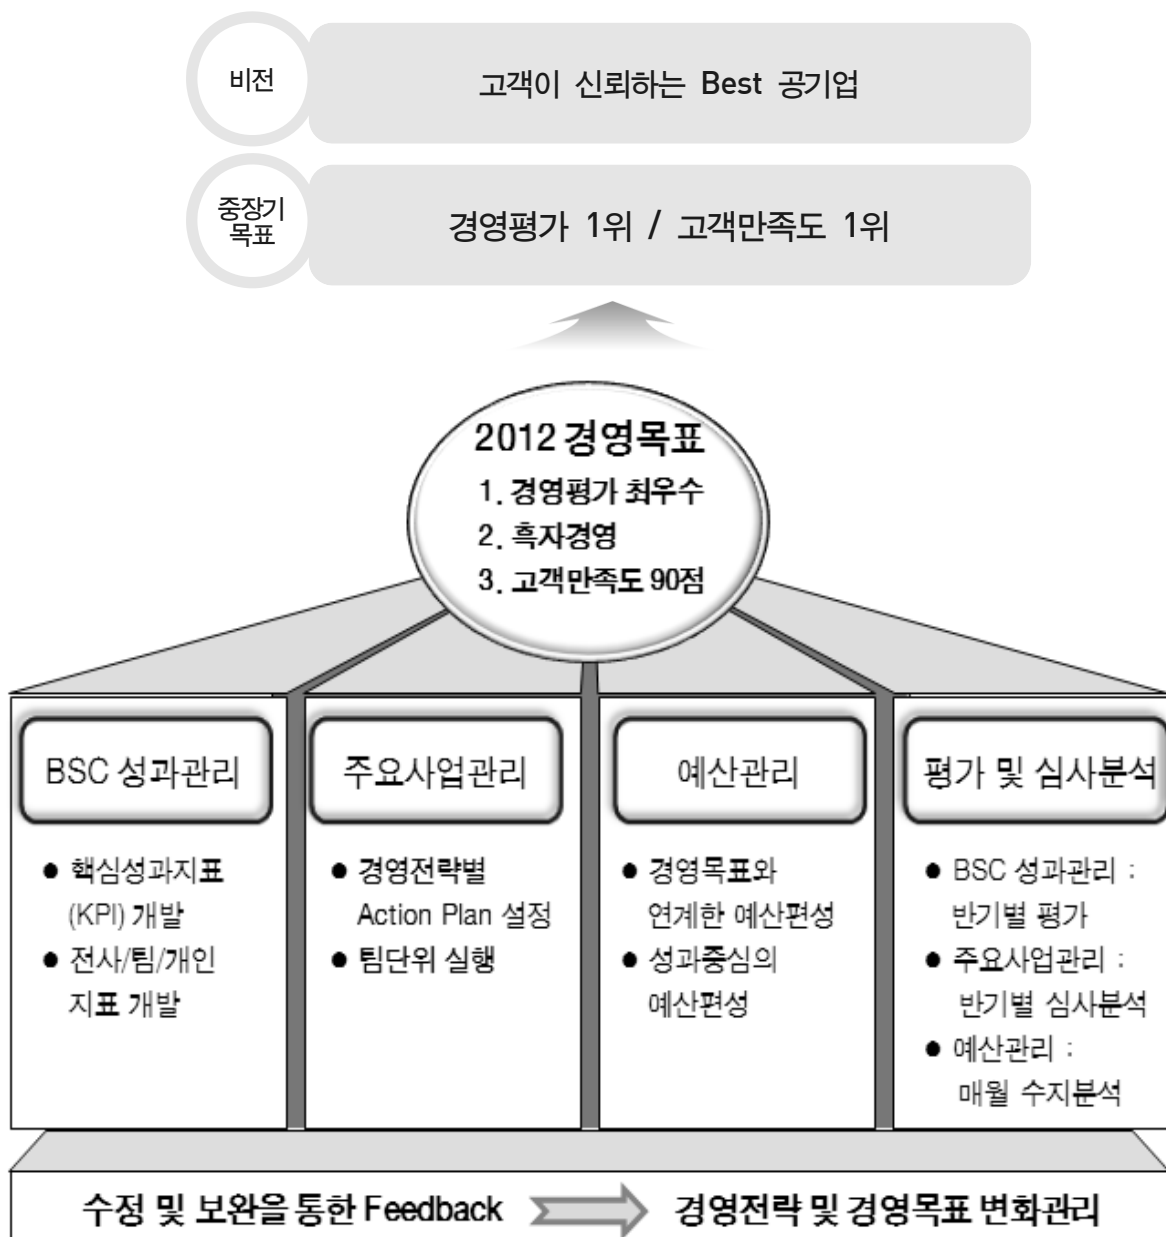 비전
고객이 신뢰하는 Best 공기업
중장기
목표
경영평가 1위 / 고객만족도 1위
2012 경영목표
1. 경영평가 최우수
2. 흑자경영
3. 고객만족도 90점
BSC 성과관리
● 핵심성과지표
(KPI) 개발
● 전사/팀/개인
지표 개발
주요사업관리
● 경영전략별
Action Plan 설정
● 팀단위 실행
예산관리
● 경영목표와
연계한 예산편성
● 성과중심의
예산편성
평가 및 심사분석
● BSC 성과관리 :
반기별 평가
● 주요사업관리 :
반기별 심사분석
● 예산관리 :
매월 수지분석
수정 및 보완을 통한 Feedback
경영전략 및 경영목표 변화관리